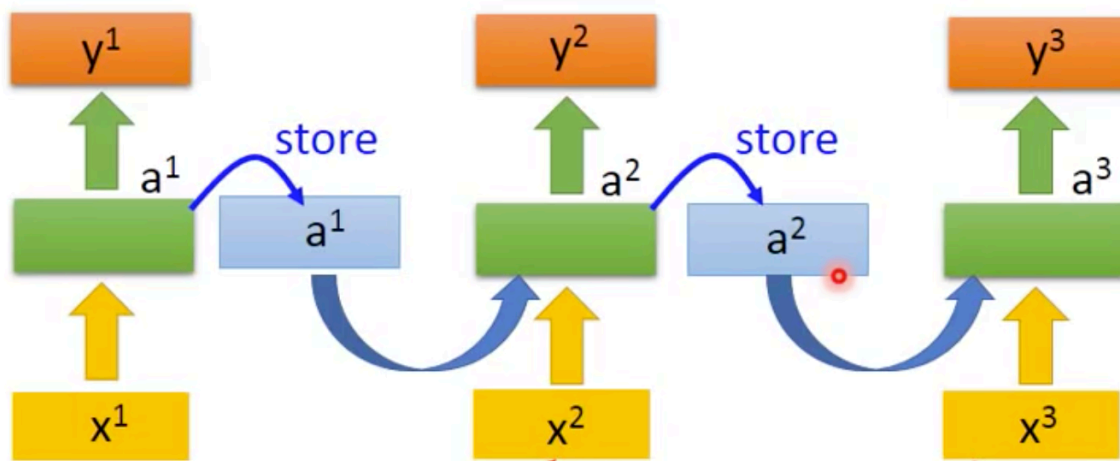 y¹ y² y³
store store
a¹ a² a³
a¹ a²
x¹ x² x³